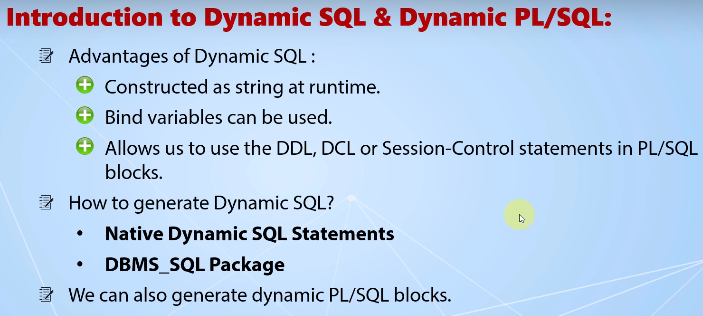 Introduction to Dynamic SQL & Dynamic PL/SQL:
Advantages of Dynamic SQL :
Constructed as string at runtime.
Bind variables can be used.
Allows us to use the DDL, DCL or Session-Control statements in PL/SQL
blocks.
How to generate Dynamic SQL?
• Native Dynamic SQL Statements
• DBMS_SQL Package
We can also generate dynamic PL/SQL blocks.